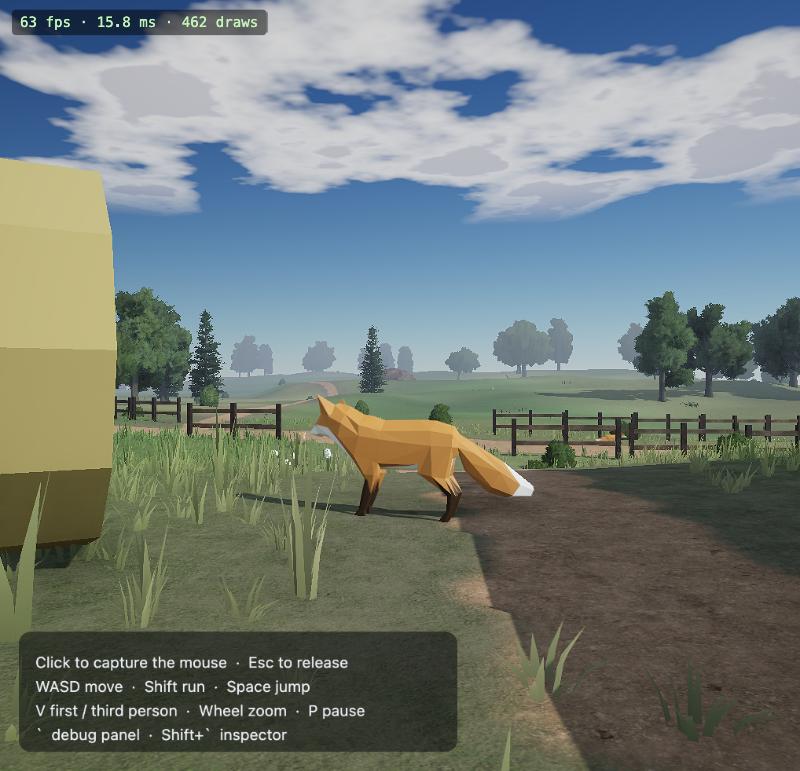 63 fps · 15.8 ms · 462 draws
Click to capture the mouse · Esc to release
WASD move · Shift run · Space jump
V first / third person · Wheel zoom · P pause
` debug panel · Shift+` inspector